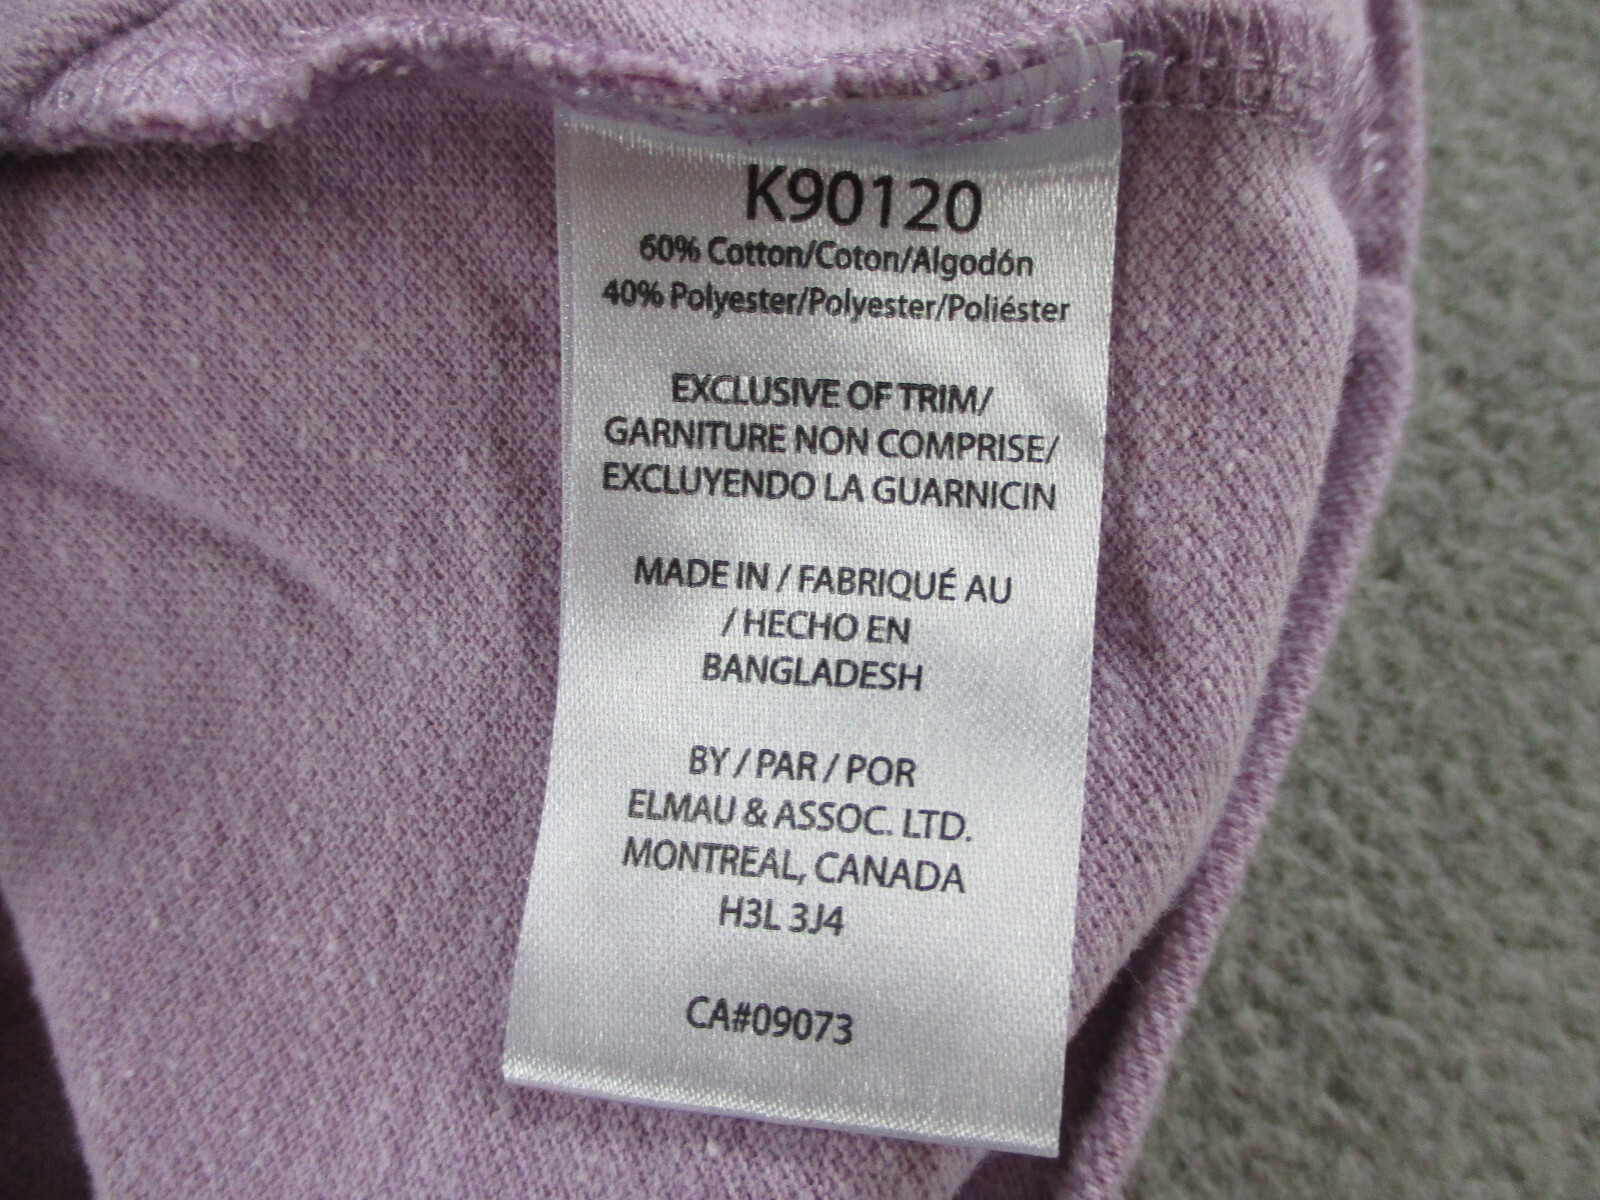 K90120
60% Cotton/Coton/Algodón
40% Polyester/Polyester/Poliéster
EXCLUSIVE OF TRIM/
GARNITURE NON COMPRISE/
EXCLUYENDO LA GUARNICIN
MADE IN / FABRIQUÉ AU
/ HECHO EN
BANGLADESH
BY / PAR / POR
ELMAU & ASSOC. LTD.
MONTREAL, CANADA
H3L 3J4
CA#09073